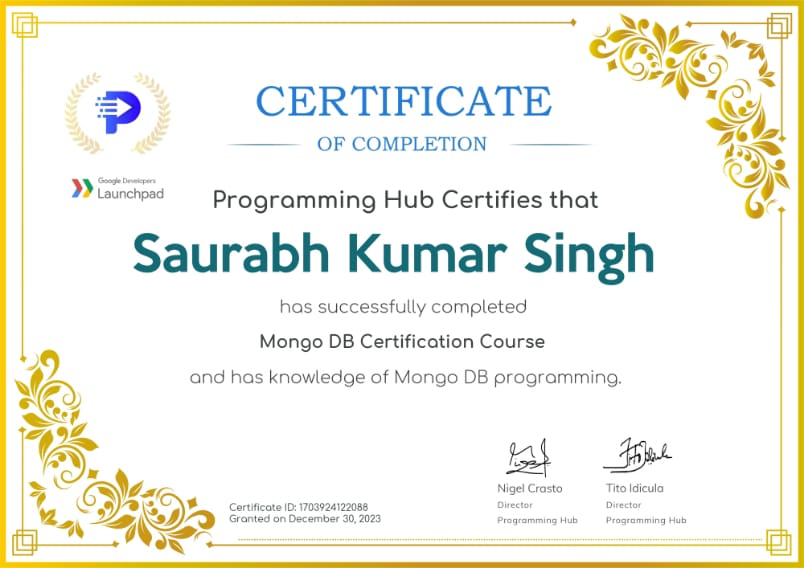 CERTIFICATE
OF COMPLETION
Google Developers
Launchpad
Programming Hub Certifies that
Saurabh Kumar Singh
has successfully completed
Mongo DB Certification Course
and has knowledge of Mongo DB programming.
Nigel Crasto
Director
Programming Hub
Tito Idicula
Director
Programming Hub
Certificate ID: 1703924122088
Granted on December 30, 2023